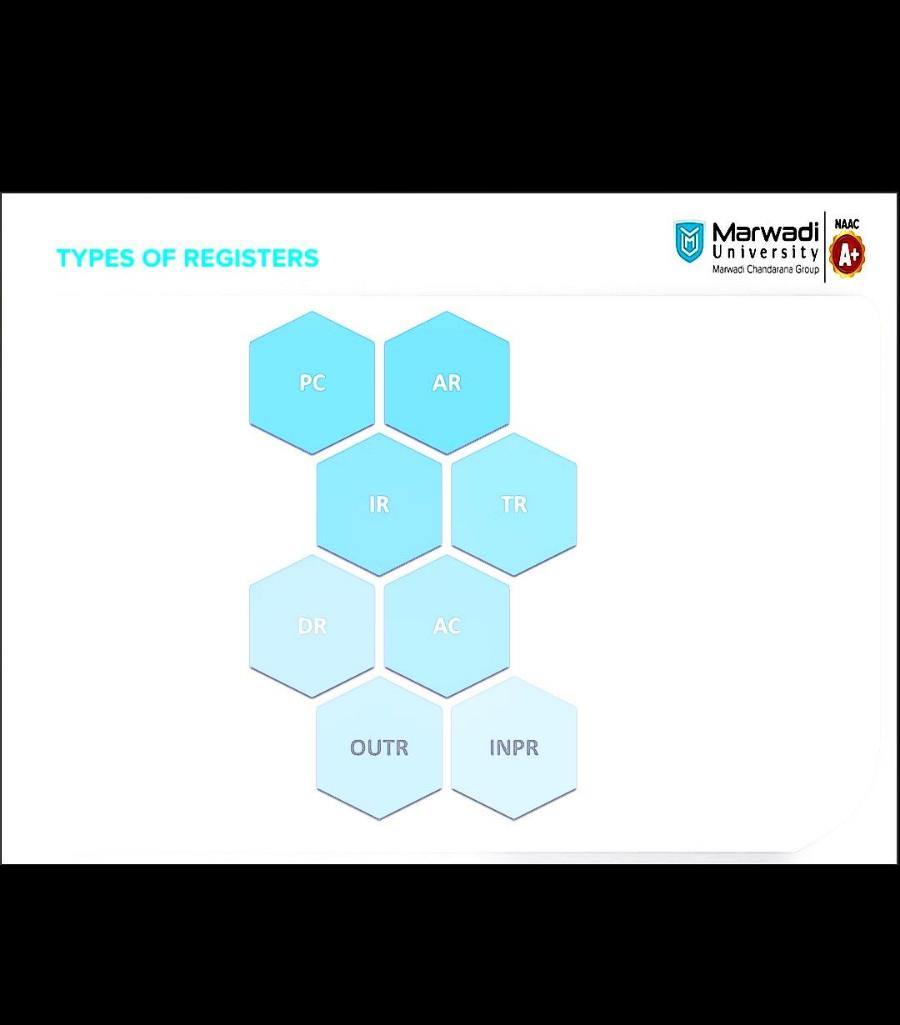 TYPES OF REGISTERS
Marwadi
University
Marwadi Chandarana Group
NAAC
A+
PC
AR
IR
TR
DR
AC
OUTR
INPR